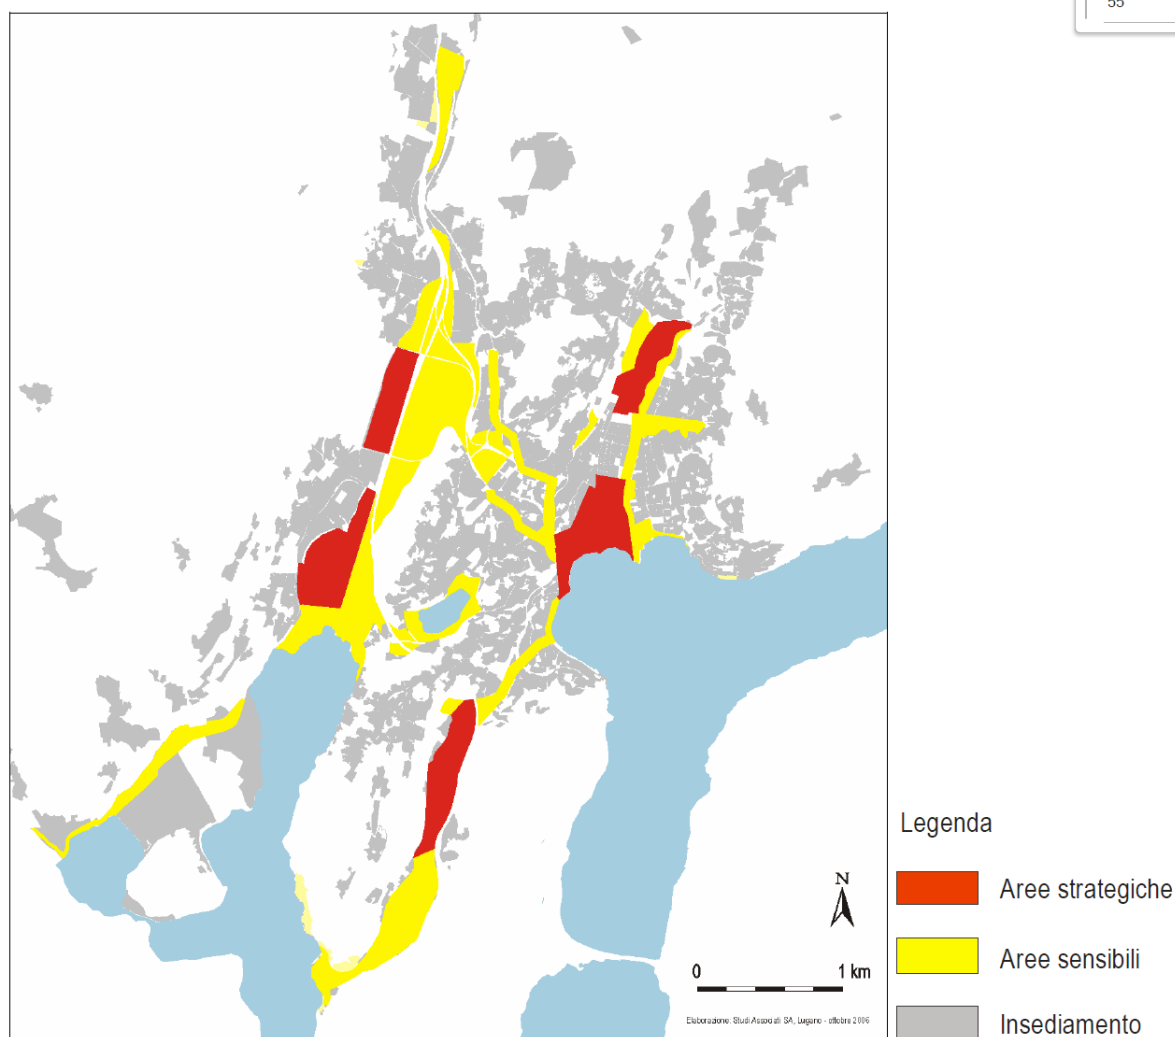 55
Legenda
Aree strategiche
N
Aree sensibili
0 1 km
Elaborazione: Studi Associati SA, Lugano - ottobre 2006
Insediamento